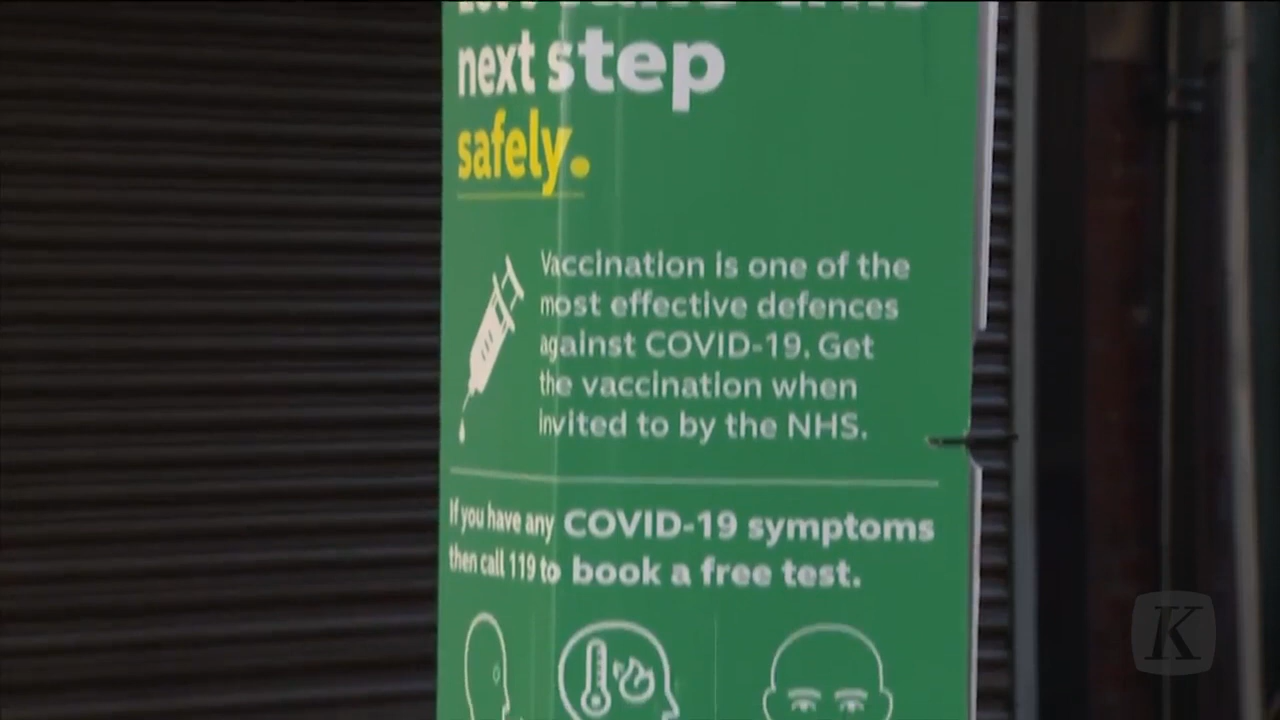 next step
safely.
Vaccination is one of the
most effective defences
against COVID-19. Get
the vaccination when
invited to by the NHS.
If you have any COVID-19 symptoms
then call 119 to book a free test.
K